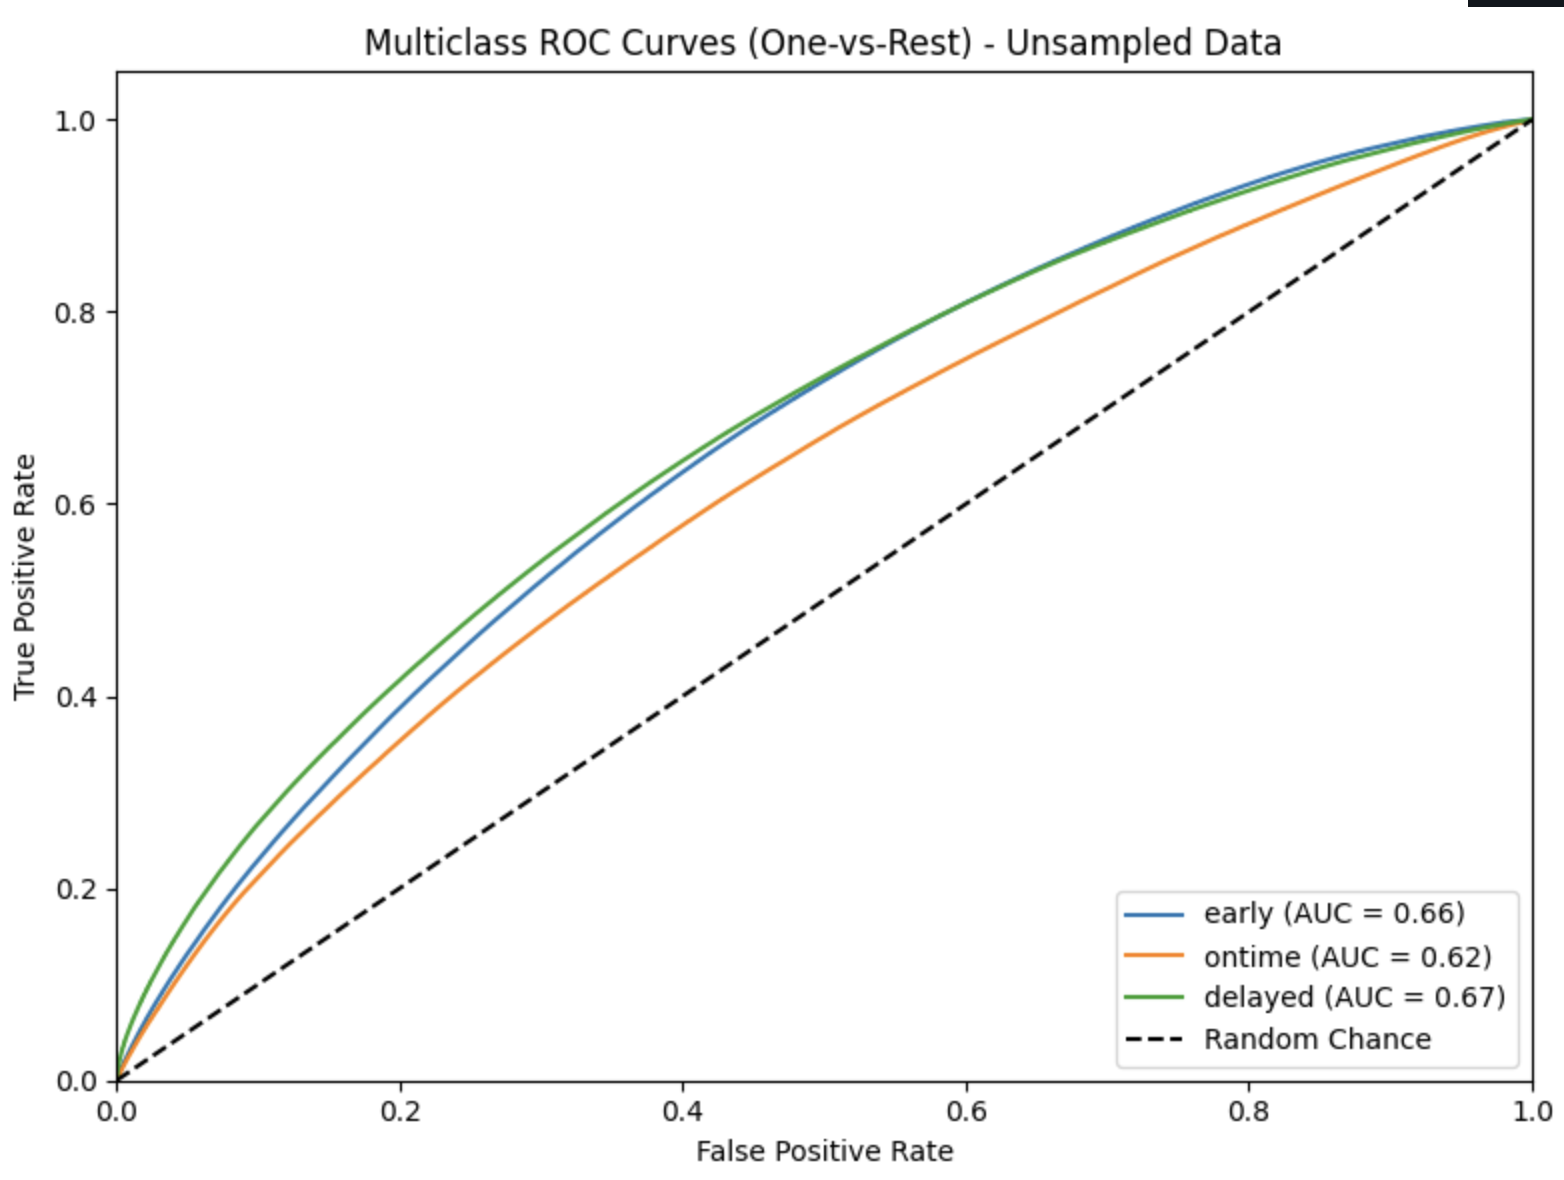 Multiclass ROC Curves (One-vs-Rest) - Unsampled Data
True Positive Rate
1.0
0.8
0.6
0.4
0.2
0.0
0.0 0.2 0.4 0.6 0.8 1.0
False Positive Rate
early (AUC = 0.66)
ontime (AUC = 0.62)
delayed (AUC = 0.67)
Random Chance